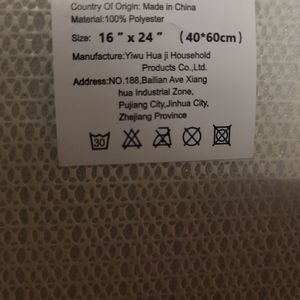 Country Of Origin: Made in China
Material:100% Polyester
Size: 16 " x 24 " (40*60cm)
Manufacture:Yiwu Hua ji Household
Products Co.,Ltd.
Address:NO.188,Bailian Ave Xiang
hua Industrial Zone,
Pujiang City,Jinhua City,
Zhejiang Province
30